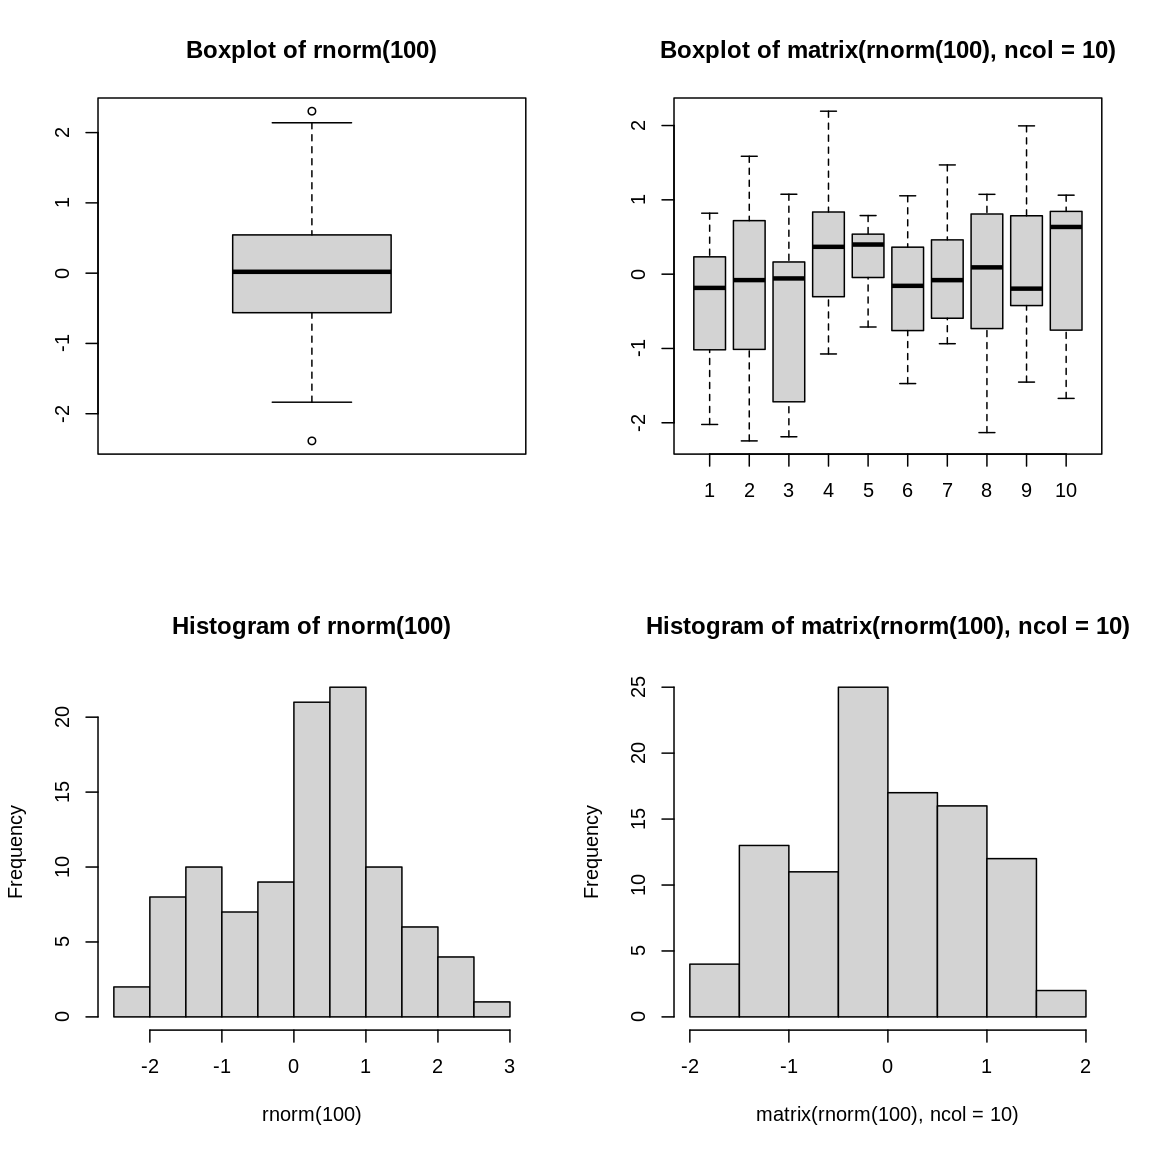 Boxplot of rnorm(100)
2
1
0
-1
-2
Boxplot of matrix(rnorm(100), ncol = 10)
2
1
0
-1
-2
1 2 3 4 5 6 7 8 9 10
Histogram of rnorm(100)
Frequency
20
15
10
5
0
-2 -1 0 1 2 3
rnorm(100)
Histogram of matrix(rnorm(100), ncol = 10)
Frequency
25
20
15
10
5
0
-2 -1 0 1 2
matrix(rnorm(100), ncol = 10)